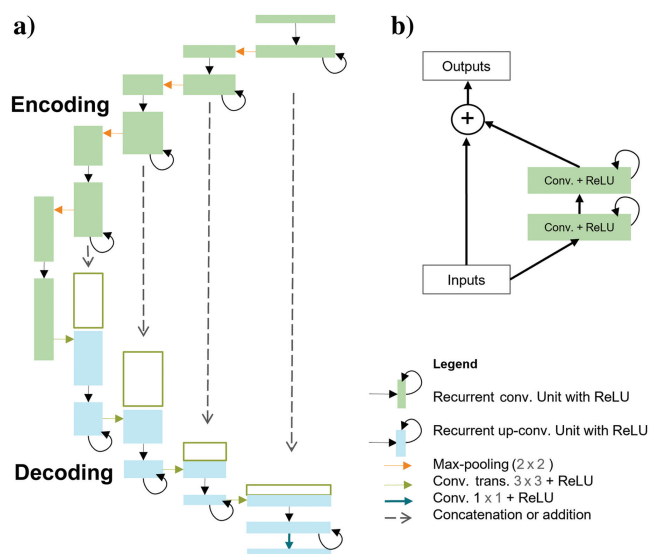 a)
Encoding
Decoding
b)
Outputs
+
Conv. + ReLU
Conv. + ReLU
Inputs
Legend
Recurrent conv. Unit with ReLU
Recurrent up-conv. Unit with ReLU
Max-pooling (2 x 2)
Conv. trans. 3 x 3 + ReLU
Conv. 1 x 1 + ReLU
Concatenation or addition